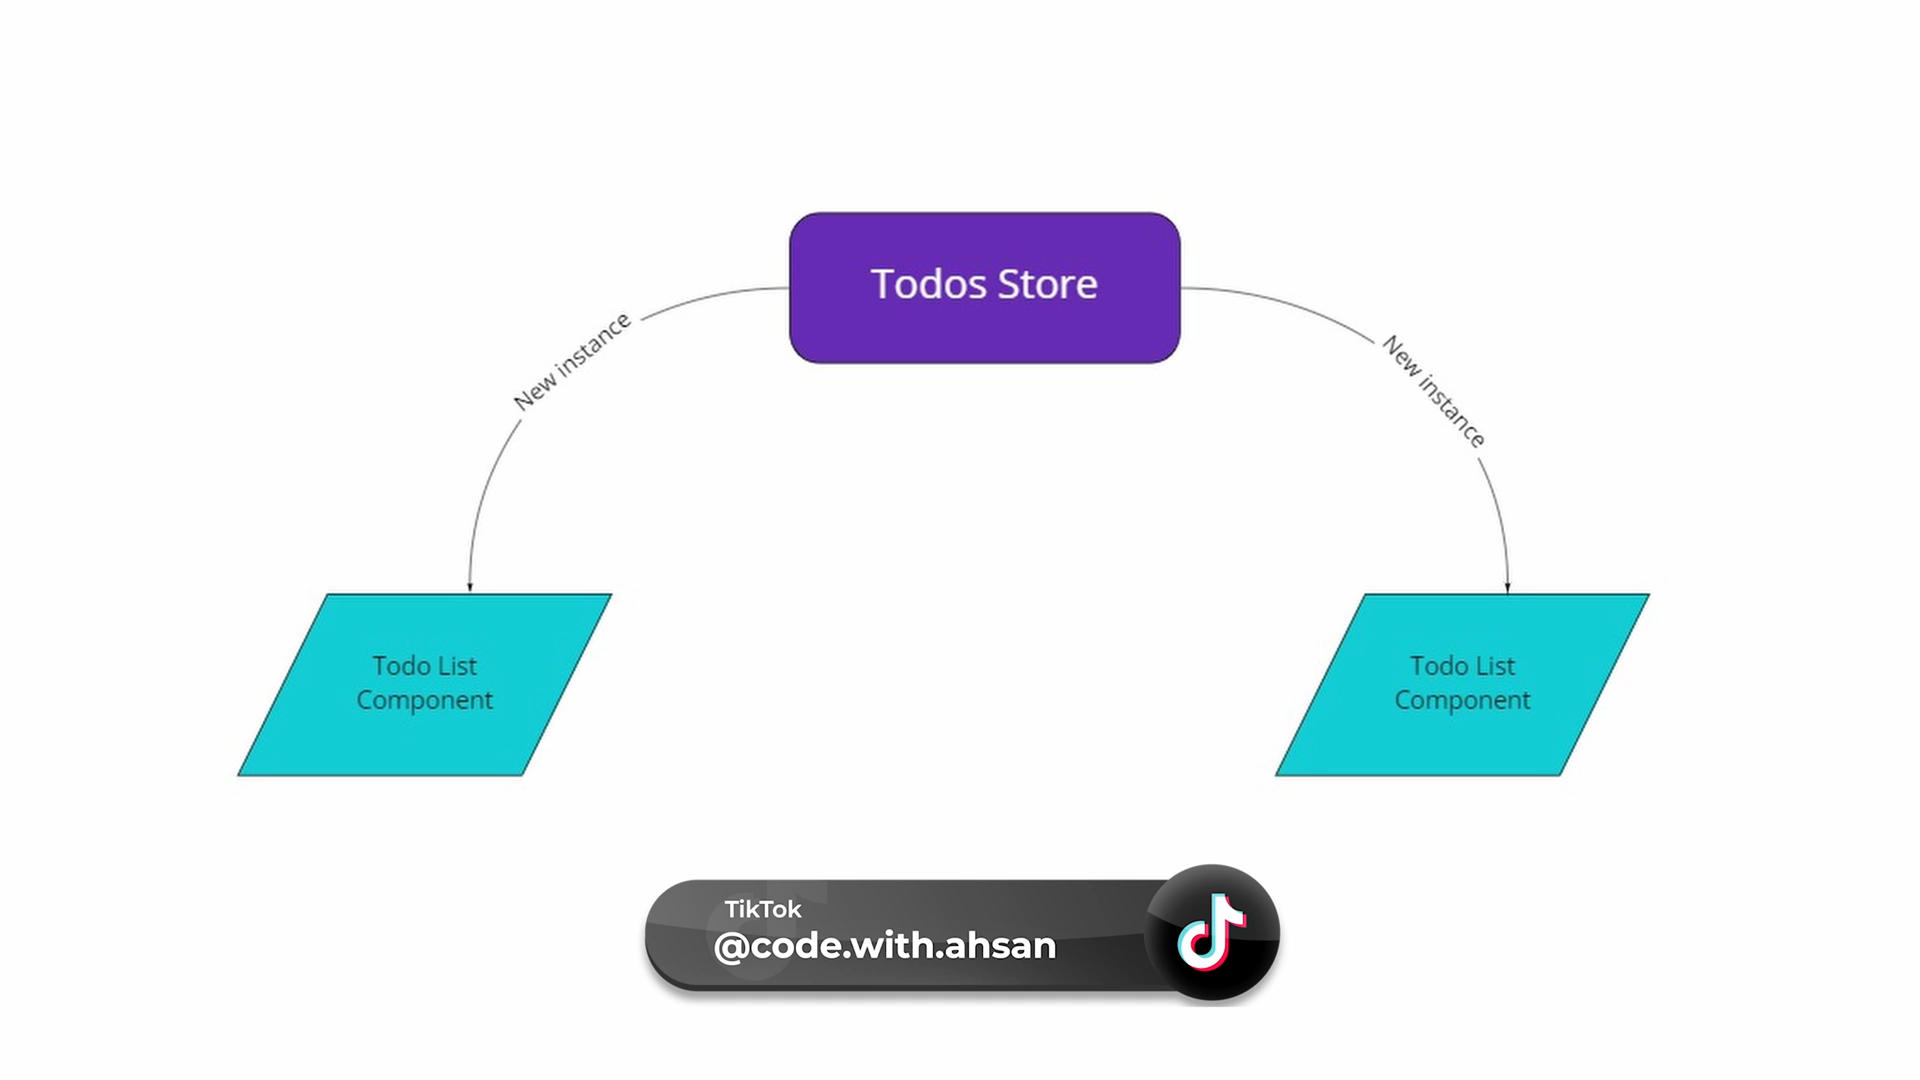 Todos Store
New instance
New instance
Todo List
Component
Todo List
Component
TikTok
@code.with.ahsan